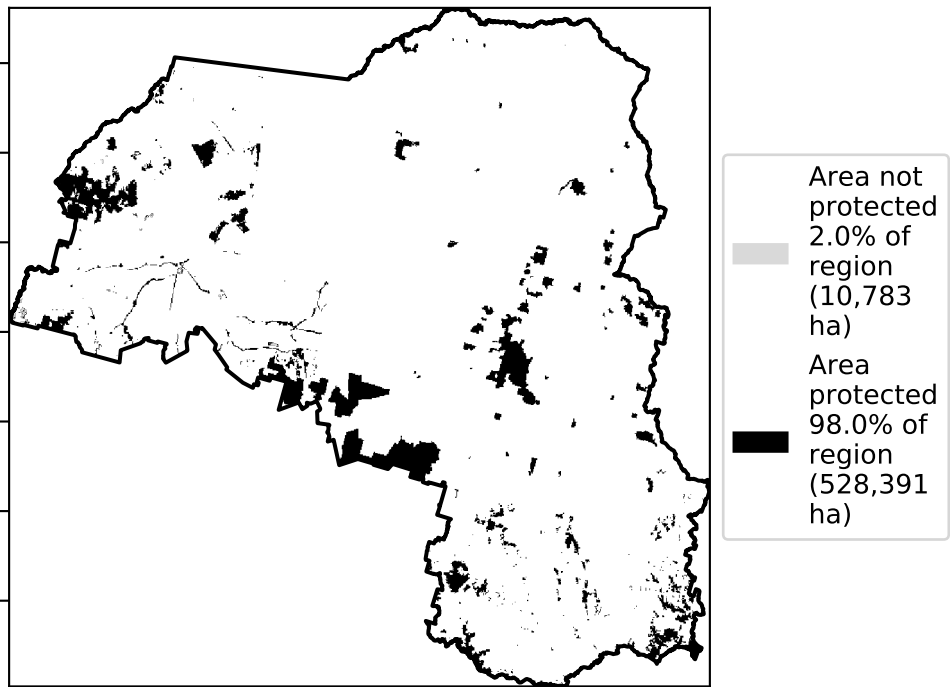 Area not
protected
2.0% of
region
(10,783
ha)
Area
protected
98.0% of
region
(528,391
ha)